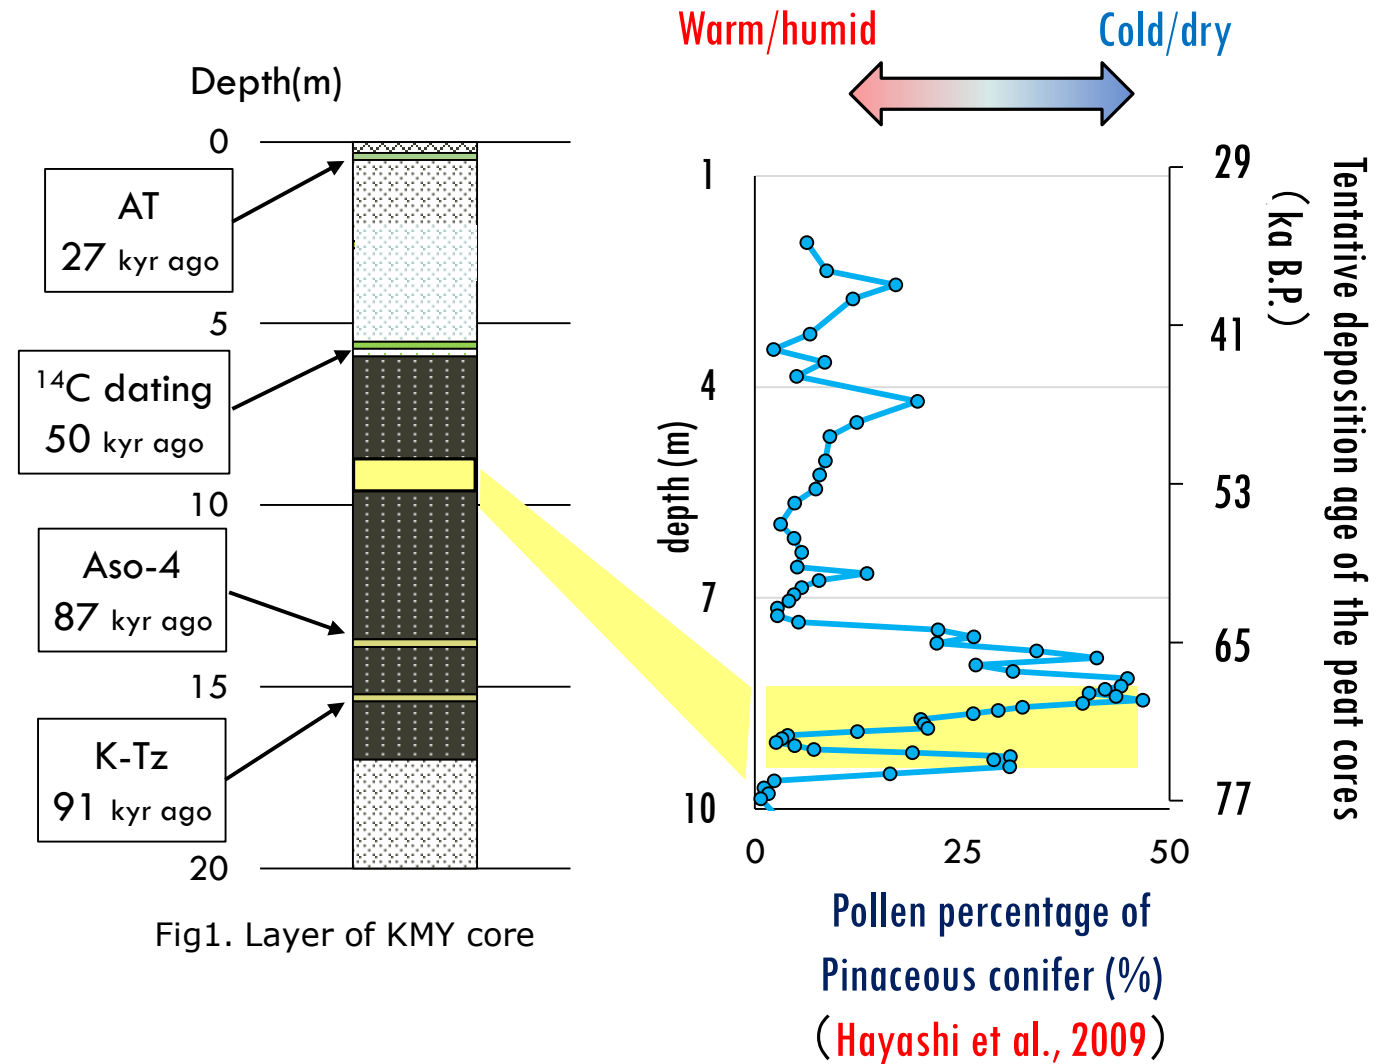 Warm/humid
Cold/dry
Depth(m)
0
5
10
15
20
AT
27 kyr ago
14C dating
50 kyr ago
Aso-4
87 kyr ago
K-Tz
91 kyr ago
Fig1. Layer of KMY core
depth (m)
1
4
7
10
0
25
50
29
41
53
65
77
Tentative deposition age of the peat cores
(ka B.P.)
Pollen percentage of
Pinaceous conifer (%)
(Hayashi et al., 2009)